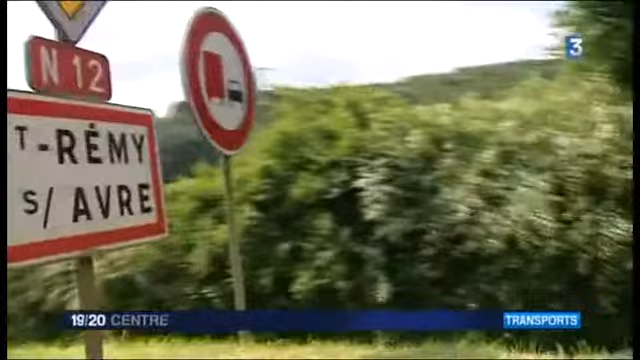 N 12
T-RÉMY
S/ AVRE
3
19/20 CENTRE
TRANSPORTS